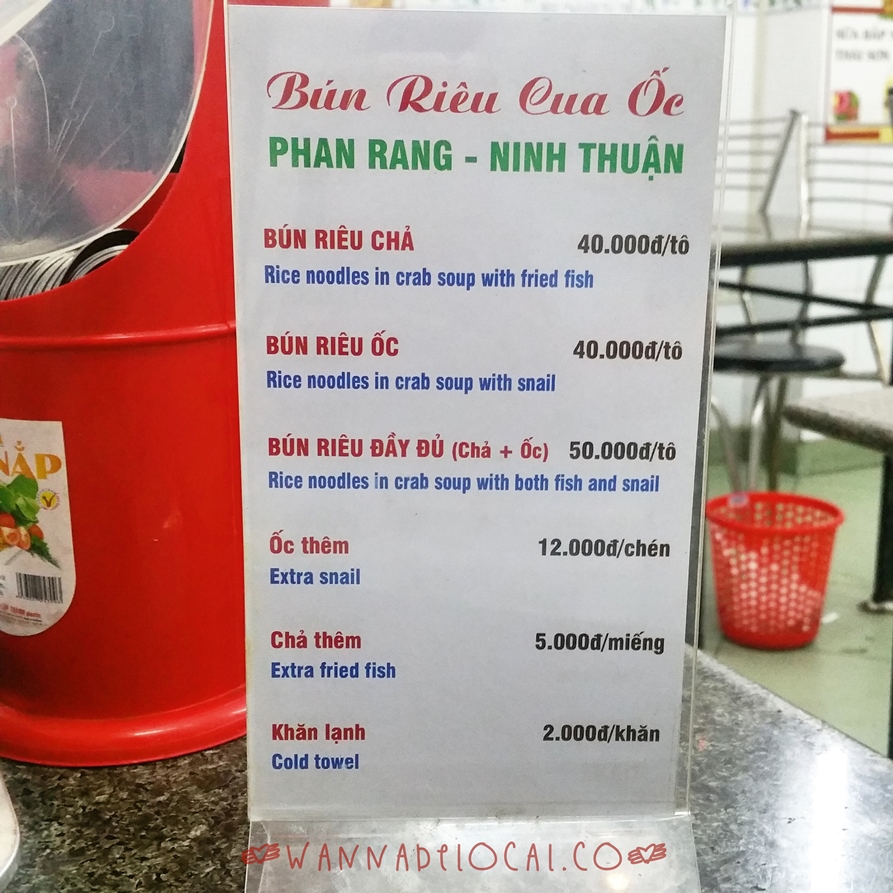 Bún Riêu Cua Ốc
PHAN RANG - NINH THUẬN
BÚN RIÊU CHẢ 40.000đ/tô
Rice noodles in crab soup with fried fish
BÚN RIÊU ỐC 40.000đ/tô
Rice noodles in crab soup with snail
BÚN RIÊU ĐẦY ĐỦ (Chả + Ốc) 50.000đ/tô
Rice noodles in crab soup with both fish and snail
Ốc thêm 12.000đ/chén
Extra snail
Chả thêm 5.000đ/miếng
Extra fried fish
Khăn lạnh 2.000đ/khăn
Cold towel
WANNABELOCAL.CO